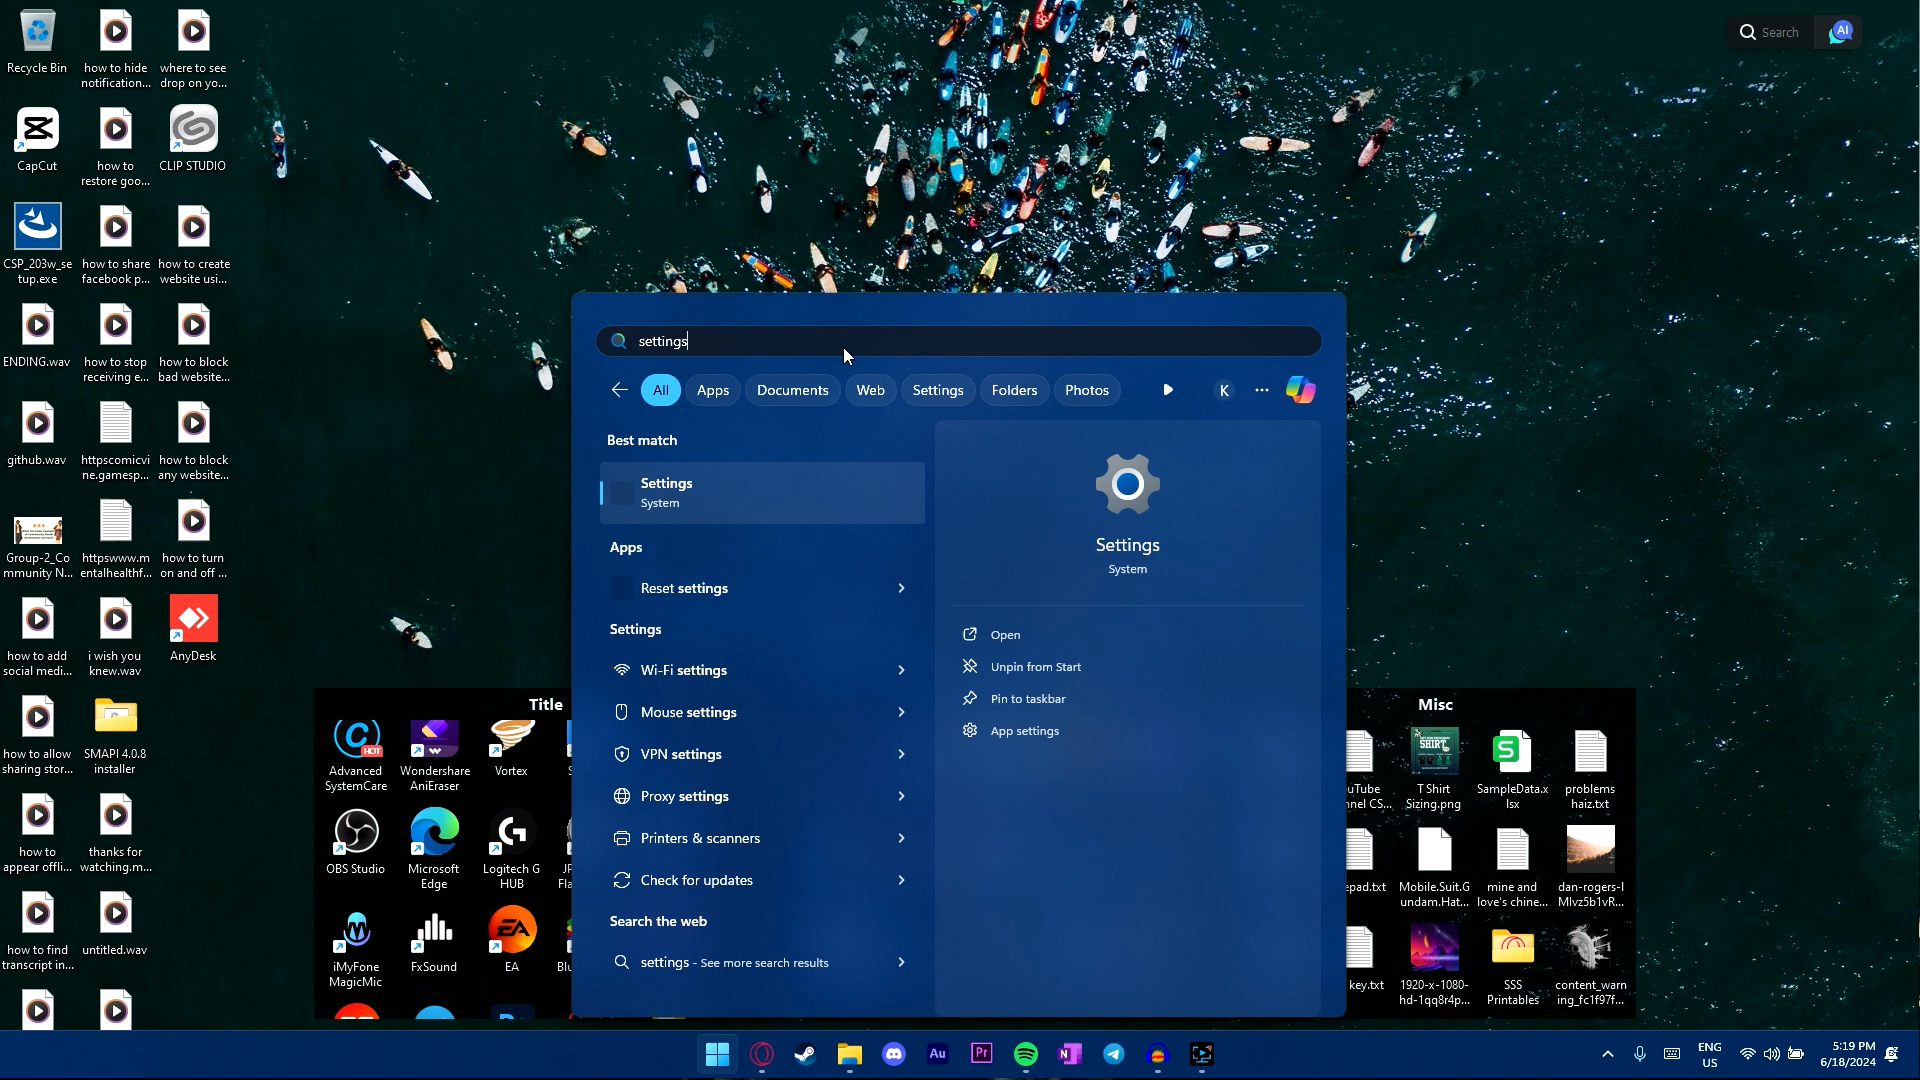 Recycle Bin
how to hide
notification...
where to see
drop on yo...
CapCut
how to
restore goo...
CLIP STUDIO
CSP_203w_se
tup.exe
how to share
facebook p...
how to create
website usi...
ENDING.wav
how to stop
receiving e...
how to block
bad website...
github.wav
httpscomicvi
ne.gamesp...
how to block
any website...
Group-2_Co
mmunity N...
httpswww.m
entalhealthf...
how to turn
on and off ...
how to add
social medi...
i wish you
knew.wav
AnyDesk
how to allow
sharing stor...
SMAPI 4.0.8
installer
how to
appear offli...
thanks for
watching.m...
how to find
transcript in...
untitled.wav
Search
AI
settings
All
Apps
Documents
Web
Settings
Folders
Photos
K
Best match
Settings
System
Apps
Reset settings
Settings
Wi-Fi settings
Mouse settings
VPN settings
Proxy settings
Printers & scanners
Check for updates
Search the web
settings - See more search results
Settings
System
Open
Unpin from Start
Pin to taskbar
App settings
Title
HOT
Advanced
SystemCare
Wondershare
AniEraser
Vortex
OBS Studio
Microsoft
Edge
Logitech G
HUB
iMyFone
MagicMic
FxSound
EA
EA
Misc
SHIRT
T Shirt
Sizing.png
S
SampleData.x
lsx
problems
haiz.txt
Mobile.Suit.G
undam.Hat...
mine and
love's chine...
dan-rogers-I
MIvz5b1vR...
key.txt
1920-x-1080-
hd-1qq8r4p...
SSS
Printables
content_warn
ing_fc1f97f...
Au
Pr
N
ENG
US
5:19 PM
6/18/2024